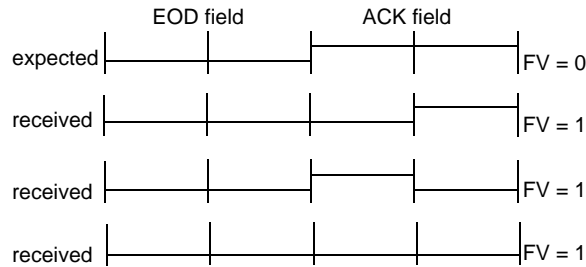 EOD field ACK field
expected FV = 0
received FV = 1
received FV = 1
received FV = 1